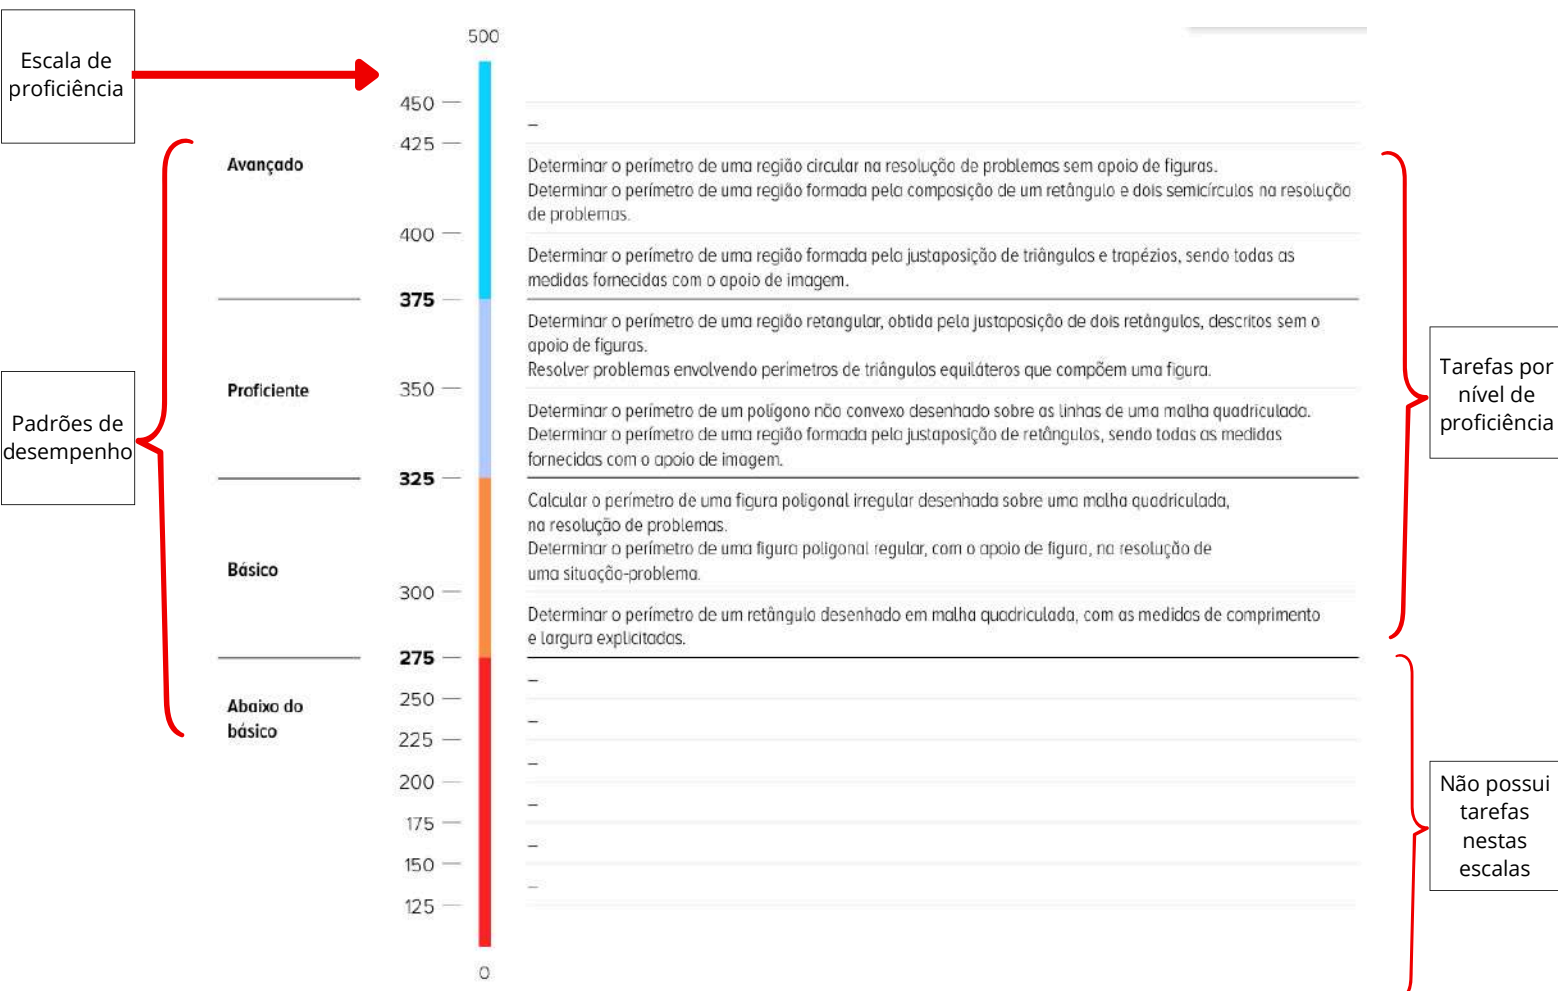 Escala de
proficiência
500
450
–
425
Avançado
Determinar o perímetro de uma região circular na resolução de problemas sem apoio de figuras.
Determinar o perímetro de uma região formada pela composição de um retângulo e dois semicírculos na resolução
de problemas.
400
Determinar o perímetro de uma região formada pela justaposição de triângulos e trapézios, sendo todas as
medidas fornecidas com o apoio de imagem.
375
Determinar o perímetro de uma região retangular, obtida pela justaposição de dois retângulos, descritos sem o
apoio de figuras.
Resolver problemas envolvendo perímetros de triângulos equiláteros que compõem uma figura.
Proficiente
350
Determinar o perímetro de um polígono não convexo desenhado sobre as linhas de uma malha quadriculada.
Determinar o perímetro de uma região formada pela justaposição de retângulos, sendo todas as medidas
fornecidas com o apoio de imagem.
325
Calcular o perímetro de uma figura poligonal irregular desenhada sobre uma malha quadriculada,
na resolução de problemas.
Determinar o perímetro de uma figura poligonal regular, com o apoio de figura, na resolução de
uma situação-problema.
Básico
300
Determinar o perímetro de um retângulo desenhado em malha quadriculada, com as medidas de comprimento
e largura explicitadas.
275
–
250
Abaixo do
básico
–
225
–
200
–
175
–
150
–
125
0
Padrões de
desempenho
Tarefas por
nível de
proficiência
Não possui
tarefas
nestas
escalas